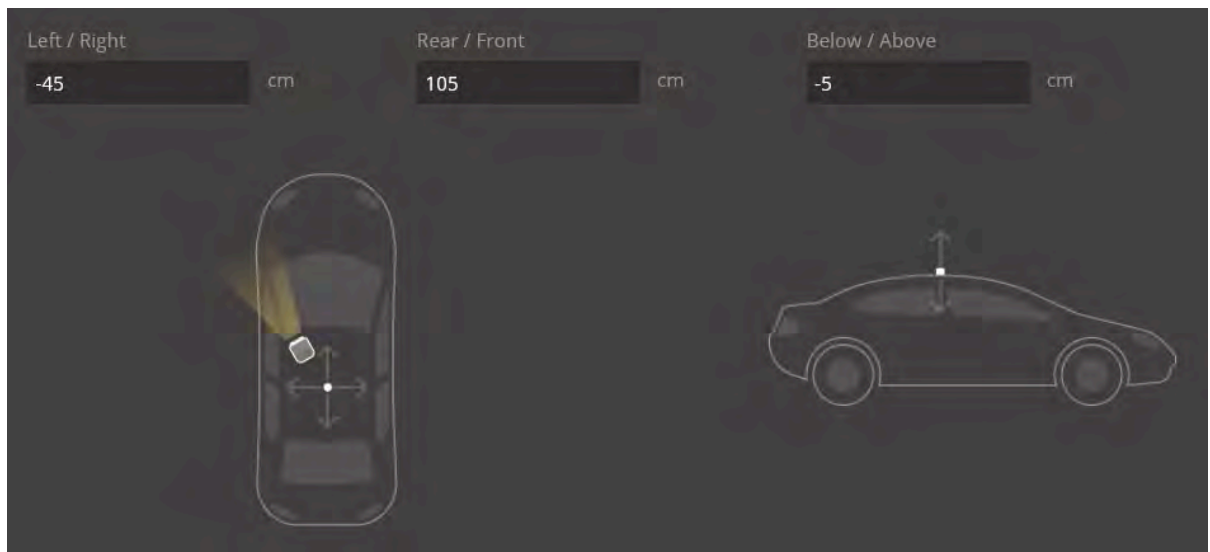 Left / Right
Rear / Front
Below / Above
-45 cm
105 cm
-5 cm